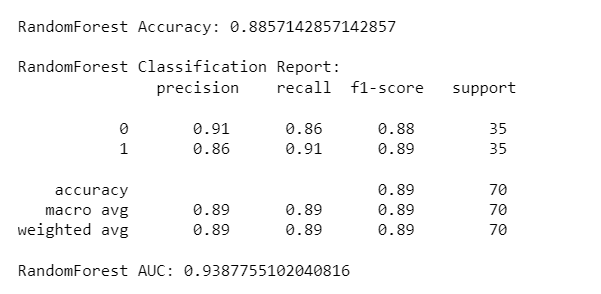 RandomForest Accuracy: 0.8857142857142857
RandomForest Classification Report:
precision recall f1-score support
0 0.91 0.86 0.88 35
1 0.86 0.91 0.89 35
accuracy 0.89 70
macro avg 0.89 0.89 0.89 70
weighted avg 0.89 0.89 0.89 70
RandomForest AUC: 0.9387755102040816